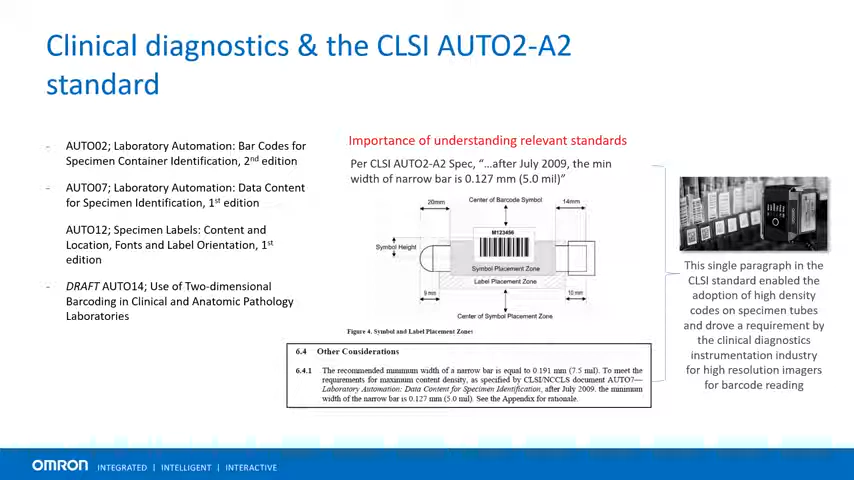 Clinical diagnostics & the CLSI AUTO2-A2
standard
- AUTO02; Laboratory Automation: Bar Codes for
Specimen Container Identification, 2nd edition
- AUTO07; Laboratory Automation: Data Content
for Specimen Identification, 1st edition
AUTO12; Specimen Labels: Content and
Location, Fonts and Label Orientation, 1st
edition
- DRAFT AUTO14; Use of Two-dimensional
Barcoding in Clinical and Anatomic Pathology
Laboratories
Importance of understanding relevant standards
Per CLSI AUTO2-A2 Spec, “…after July 2009, the min
width of narrow bar is 0.127 mm (5.0 mil)”
20mm
Center of Barcode Symbol
14mm
M123456
Symbol Height
Symbol Placement Zone
Label Placement Zone
9 mm
10 mm
Center of Symbol Placement Zone
Figure 4. Symbol and Label Placement Zones
6.4 Other Considerations
6.4.1 The recommended minimum width of a narrow bar is equal to 0.191 mm (7.5 mil). To meet the
requirements for maximum content density, as specified by CLSI/NCCLS document AUTO7—
Laboratory Automation: Data Content for Specimen Identification, after July 2009, the minimum
width of the narrow bar is 0.127 mm (5.0 mil). See the Appendix for rationale.
This single paragraph in the
CLSI standard enabled the
adoption of high density
codes on specimen tubes
and drove a requirement by
the clinical diagnostics
instrumentation industry
for high resolution imagers
for barcode reading
OMRON INTEGRATED | INTELLIGENT | INTERACTIVE